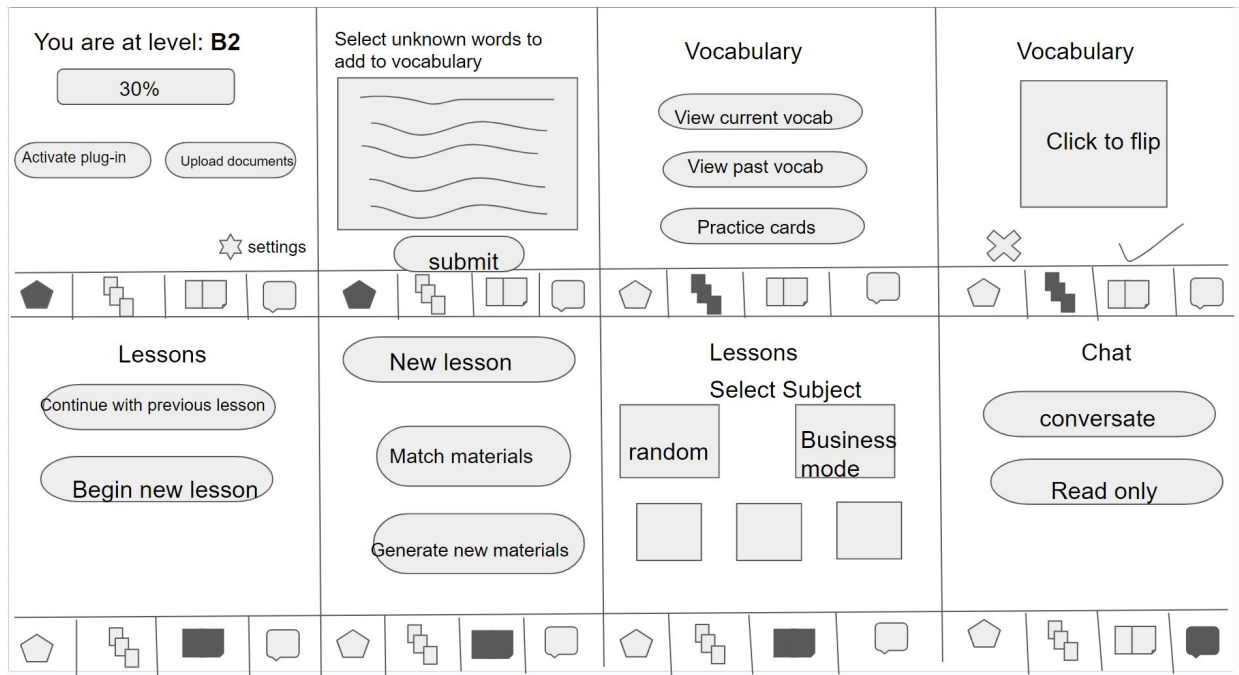 You are at level: B2
30%
Activate plug-in
Upload documents
settings
Select unknown words to
add to vocabulary
submit
Vocabulary
View current vocab
View past vocab
Practice cards
Vocabulary
Click to flip
Lessons
Continue with previous lesson
Begin new lesson
New lesson
Match materials
Generate new materials
Lessons
Select Subject
random
Business
mode
Chat
conversate
Read only